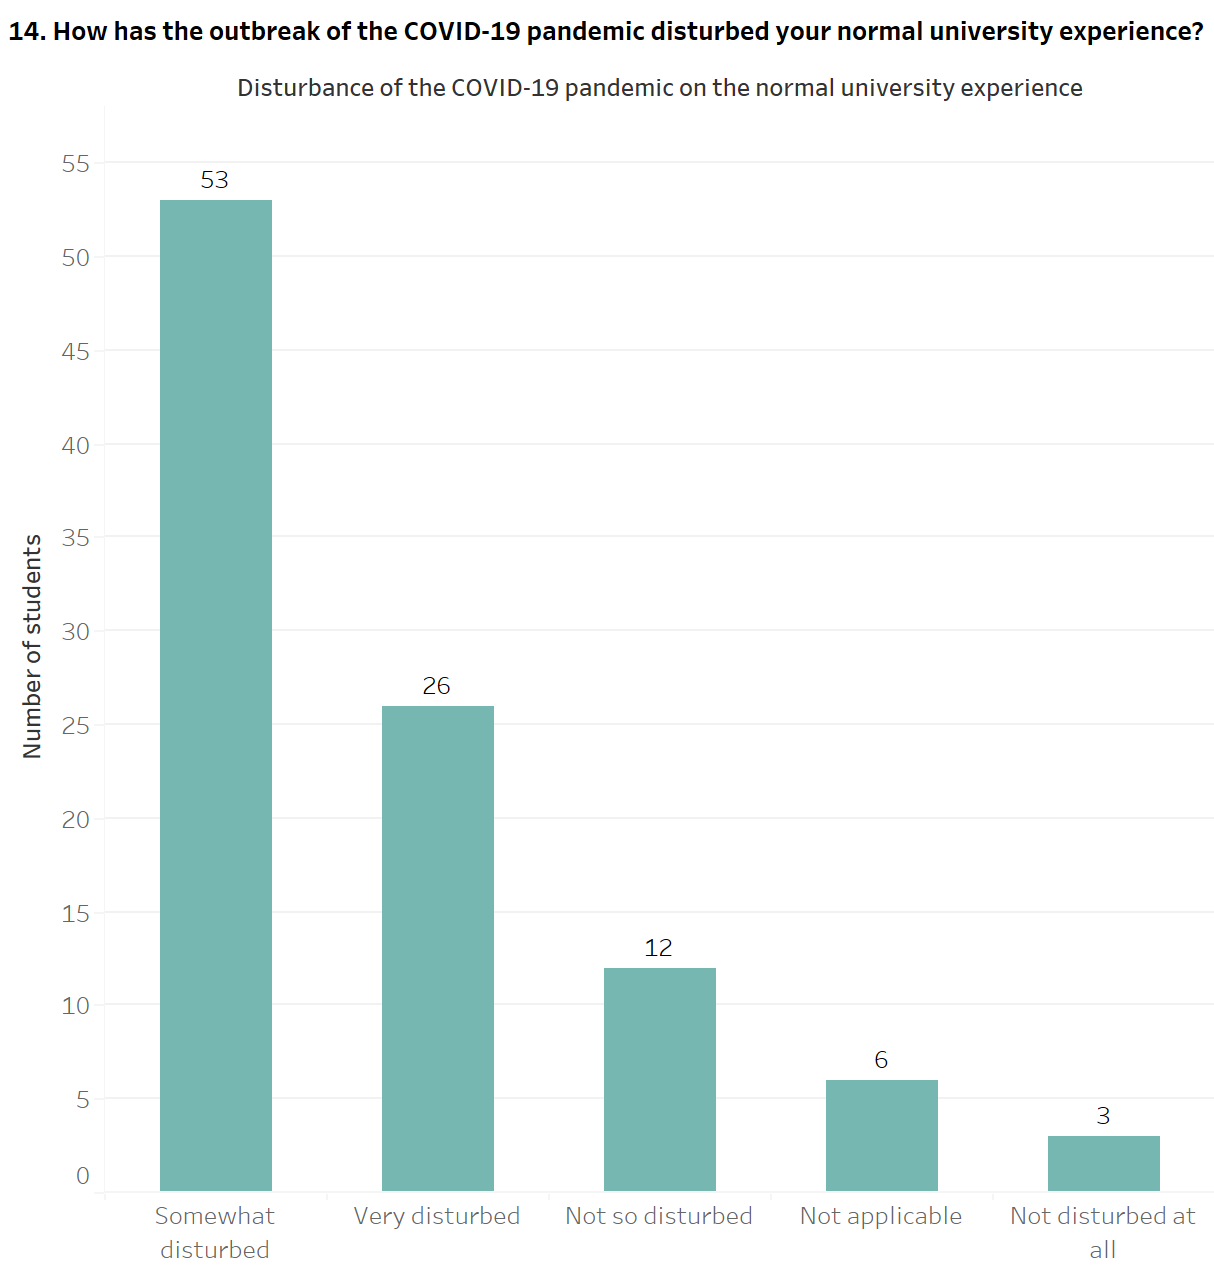 14. How has the outbreak of the COVID-19 pandemic disturbed your normal university experience?
Disturbance of the COVID-19 pandemic on the normal university experience
Number of students
55
50
45
40
35
30
25
20
15
10
5
0
53
26
12
6
3
Somewhat
disturbed
Very disturbed
Not so disturbed
Not applicable
Not disturbed at
all